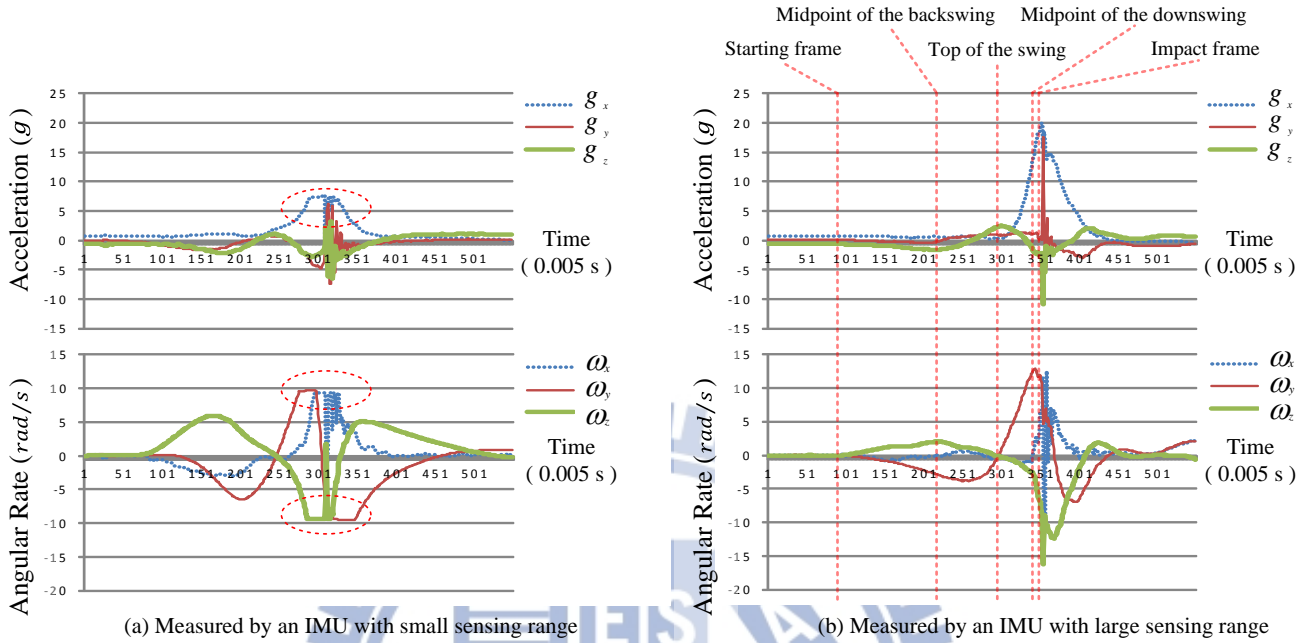 Midpoint of the backswing
Midpoint of the downswing
Starting frame
Top of the swing
Impact frame
Acceleration (g)
25
20
15
10
5
0
-5
-10
-15
1 51 101 151 201 251 301 351 401 451 501
g x
g y
g z
Time
( 0.005 s )
Acceleration (g)
25
20
15
10
5
0
-5
-10
-15
1 51 101 151 201 251 301 351 401 451 501
g x
g y
g z
Time
( 0.005 s )
Angular Rate (rad/s)
15
10
5
0
-5
-10
-15
-20
1 51 101 151 201 251 301 351 401 451 501
ωx
ωy
ωz
Time
( 0.005 s )
Angular Rate (rad/s)
15
10
5
0
-5
-10
-15
-20
1 51 101 151 201 251 301 351 401 451 501
ωx
ωy
ωz
Time
( 0.005 s )
(a) Measured by an IMU with small sensing range
(b) Measured by an IMU with large sensing range